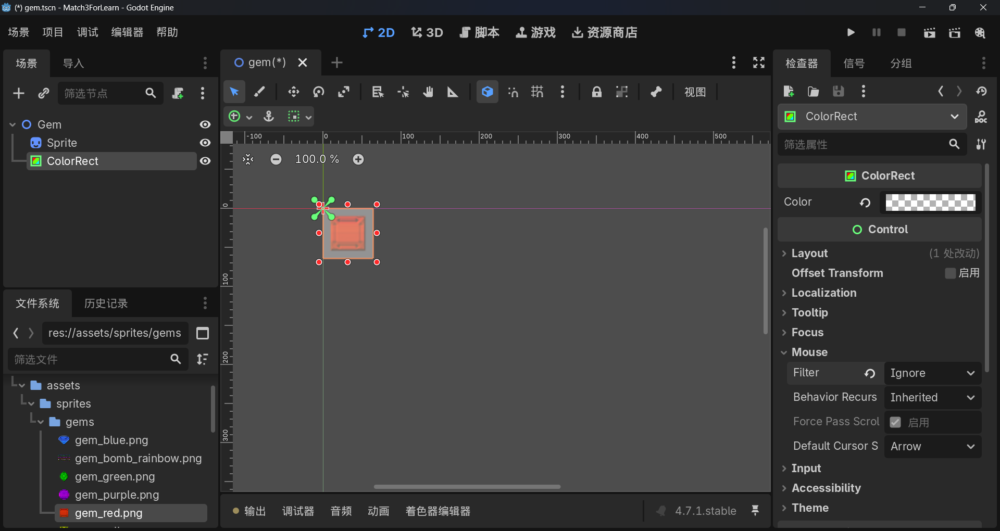 (*) gem.tscn - Match3ForLearn - Godot Engine
场景 项目 调试 编辑器 帮助
2D 3D 脚本 游戏 资源商店
场景 导入
筛选节点
Gem
Sprite
ColorRect
文件系统 历史记录
res://assets/sprites/gems
筛选文件
assets
sprites
gems
gem_blue.png
gem_bomb_rainbow.png
gem_green.png
gem_purple.png
gem_red.png
gem(*)
视图
-100 0 100 200 300 400 500
100.0 %
0
100
200
300
输出 调试器 音频 动画 着色器编辑器
4.7.1.stable
检查器 信号 分组
ColorRect
DOC
筛选属性
ColorRect
Color
Control
Layout (1 处改动)
Offset Transform 启用
Localization
Tooltip
Focus
Mouse
Filter Ignore
Behavior Recurs Inherited
Force Pass Scrol 启用
Default Cursor S Arrow
Input
Accessibility
Theme